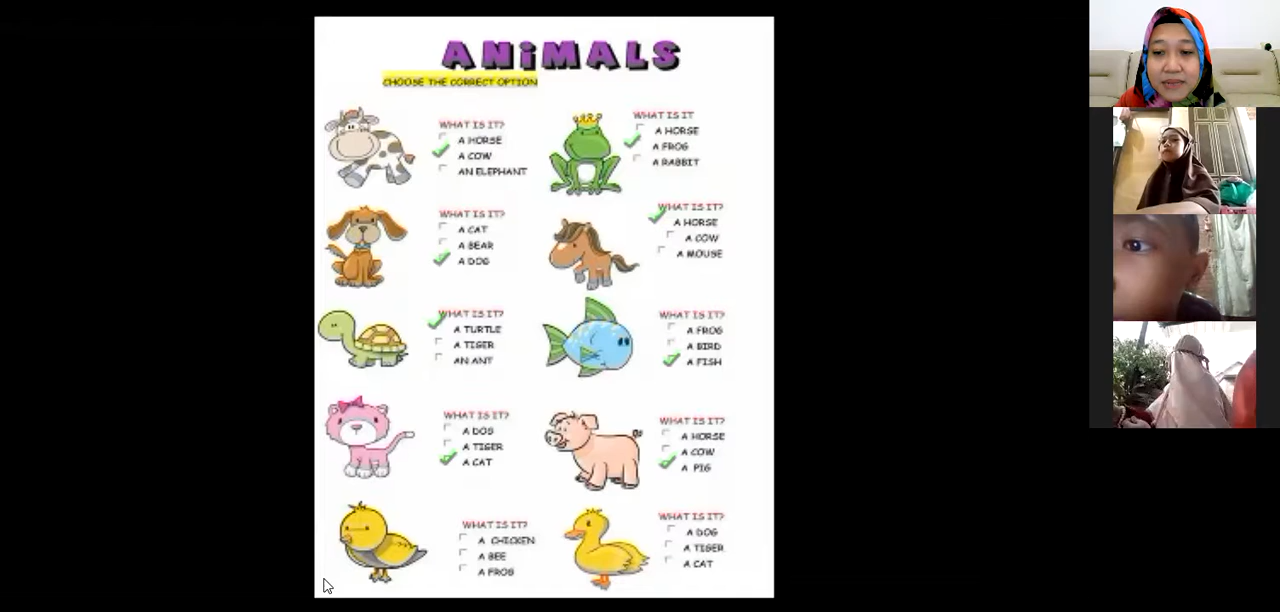 ANiMALS
CHOOSE THE CORRECT OPTION
WHAT IS IT?
A HORSE
A COW
AN ELEPHANT
WHAT IS IT
A HORSE
A FROG
A RABBIT
WHAT IS IT?
A CAT
A BEAR
A DOG
WHAT IS IT?
A HORSE
A COW
A MOUSE
WHAT IS IT?
A TURTLE
A TIGER
AN ANT
WHAT IS IT?
A FROG
A BIRD
A FISH
WHAT IS IT?
A DOG
A TIGER
A CAT
WHAT IS IT?
A HORSE
A COW
A PIG
WHAT IS IT?
A CHICKEN
A BEE
A FROG
WHAT IS IT?
A DOG
A TIGER
A CAT